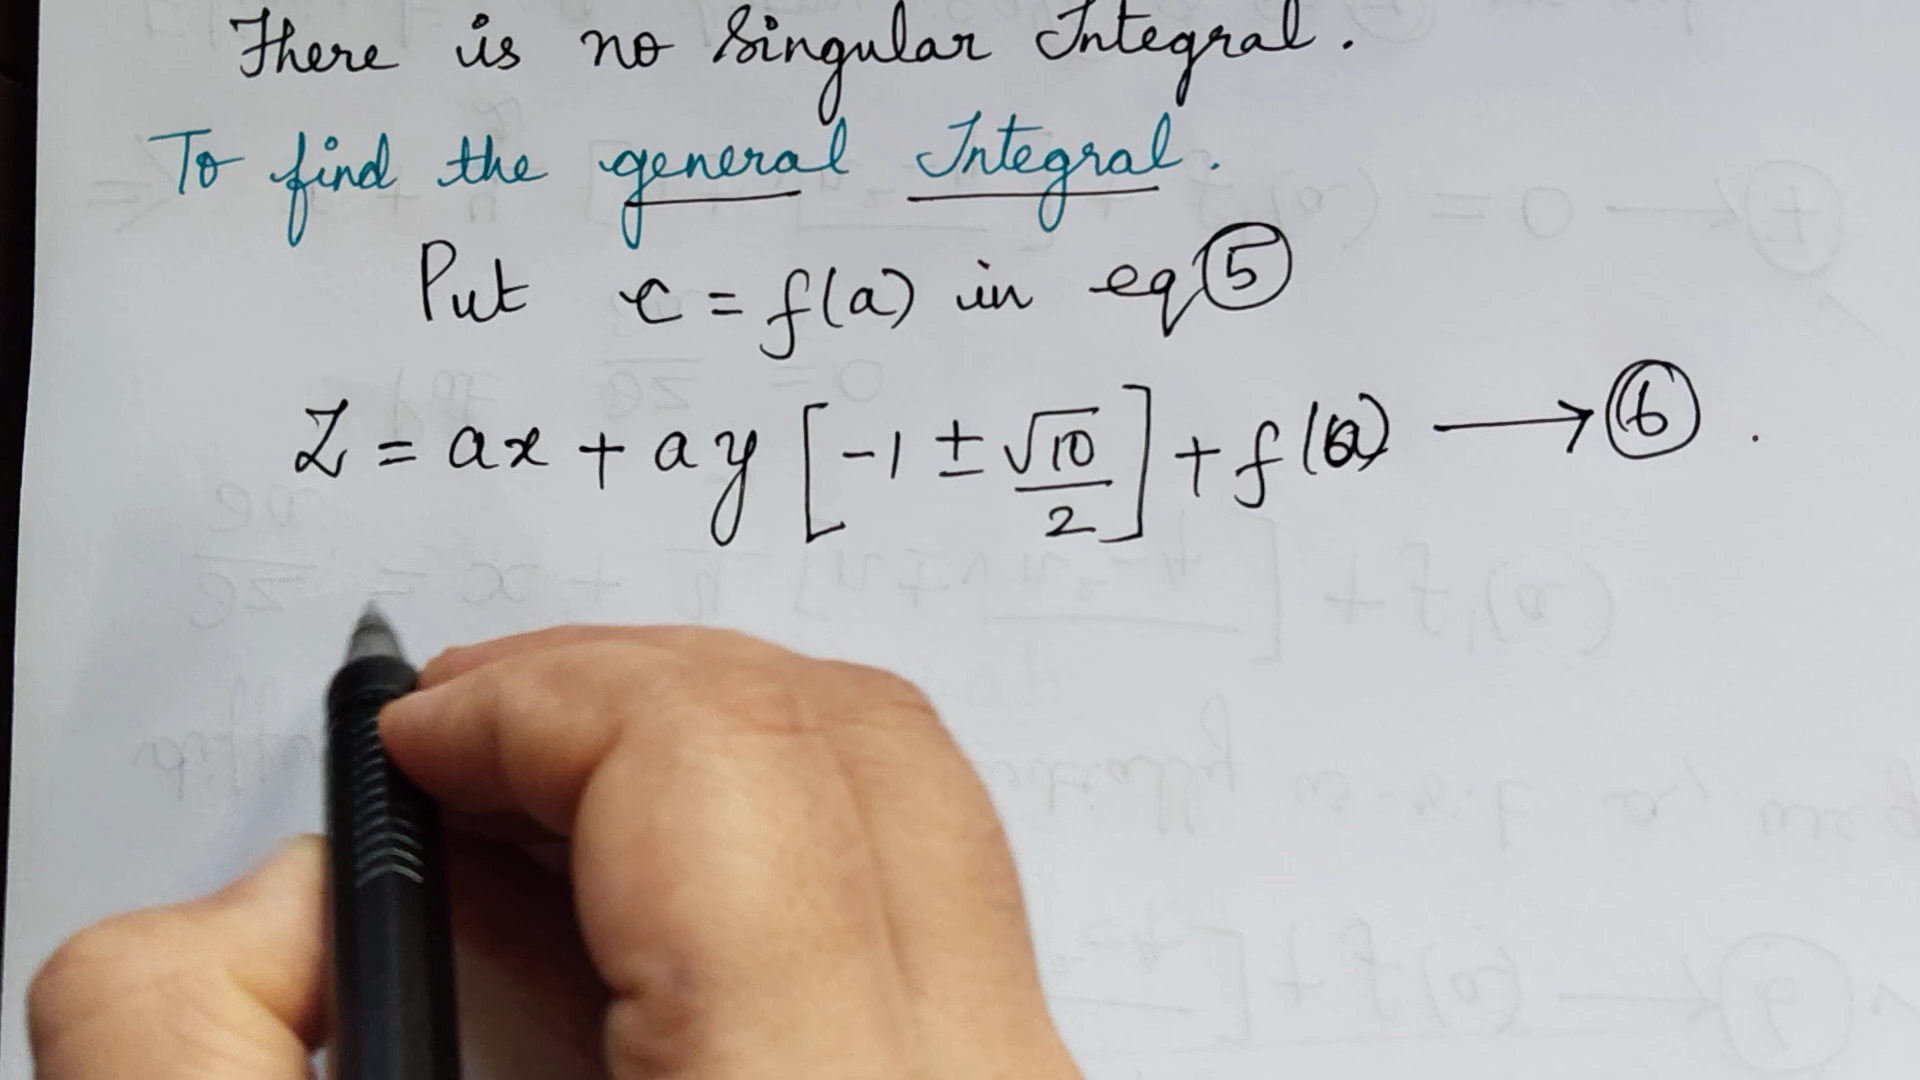 There is no Singular Integral.
To find the general Integral.
Put c = f(a) in eq 5
Z = ax + ay [-1 ± √10/2] + f(a) → 6.